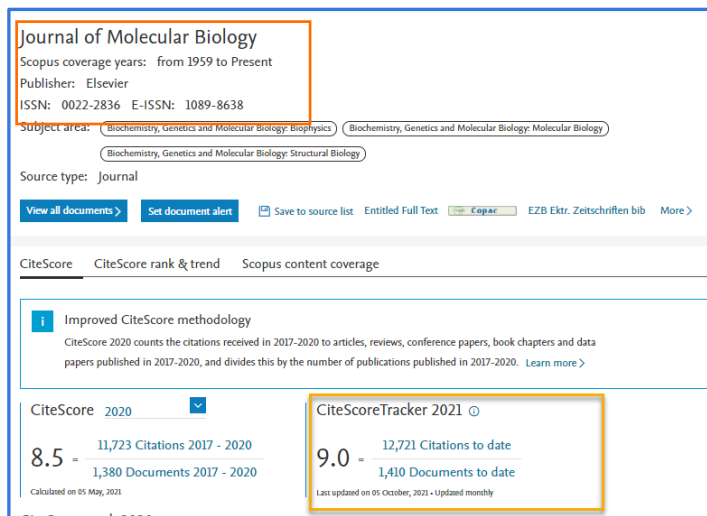 Journal of Molecular Biology
Scopus coverage years: from 1959 to Present
Publisher: Elsevier
ISSN: 0022-2836 E-ISSN: 1089-8638
Subject area: Biochemistry, Genetics and Molecular Biology: Biophysics Biochemistry, Genetics and Molecular Biology: Molecular Biology
Biochemistry, Genetics and Molecular Biology: Structural Biology
Source type: Journal
View all documents > Set document alert Save to source list Entitled Full Text Copac EZB Ektr. Zeitschriften bib More >
CiteScore CiteScore rank & trend Scopus content coverage
i Improved CiteScore methodology
CiteScore 2020 counts the citations received in 2017-2020 to articles, reviews, conference papers, book chapters and data
papers published in 2017-2020, and divides this by the number of publications published in 2017-2020. Learn more >
CiteScore 2020
8.5 = 11,723 Citations 2017 - 2020
1,380 Documents 2017 - 2020
Calculated on 05 May, 2021
CiteScoreTracker 2021
9.0 = 12,721 Citations to date
1,410 Documents to date
Last updated on 05 October, 2021 • Updated monthly